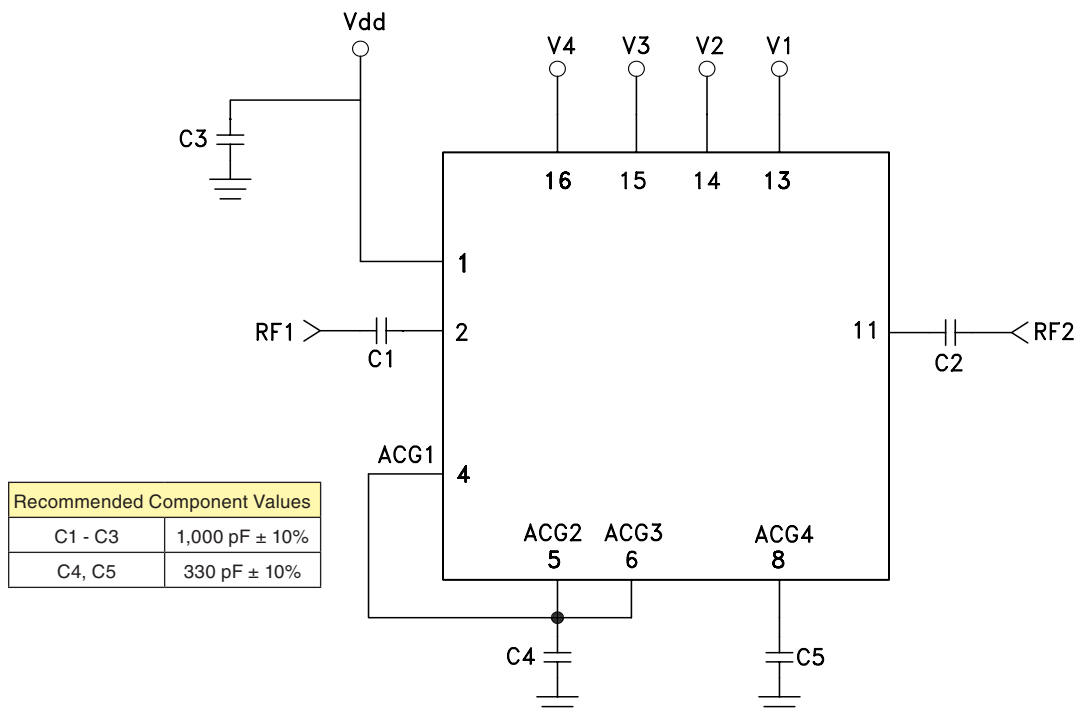 Vdd
V4 V3 V2 V1
C3
16 15 14 13
1
RF1
C1
2
11
C2
RF2
ACG1
4
Recommended Component Values
C1 - C3 1,000 pF ± 10%
C4, C5 330 pF ± 10%
ACG2 ACG3 ACG4
5 6 8
C4 C5